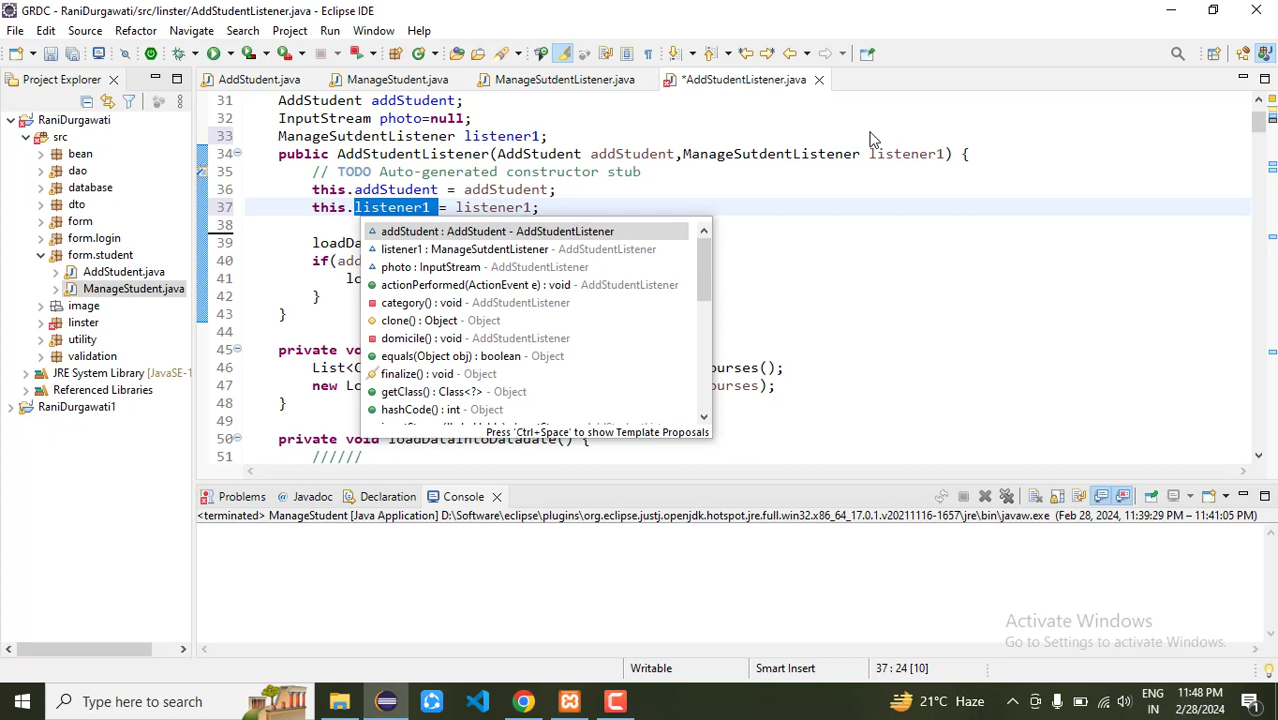 GRDC - RaniDurgawati/src/linster/AddStudentListener.java - Eclipse IDE
File Edit Source Refactor Navigate Search Project Run Window Help
Project Explorer
AddStudent.java ManageStudent.java ManageSutdentListener.java *AddStudentListener.java
RaniDurgawati
src
bean
dao
database
dto
form
form.login
form.student
AddStudent.java
ManageStudent.java
image
linster
utility
validation
JRE System Library [JavaSE-1
Referenced Libraries
RaniDurgawati1
31 AddStudent addStudent;
32 InputStream photo=null;
33 ManageSutdentListener listener1;
34 public AddStudentListener(AddStudent addStudent,ManageSutdentListener listener1) {
35 // TODO Auto-generated constructor stub
36 this.addStudent = addStudent;
37 this.listener1 = listener1;
38
39 loadDa
40 if(add
41 lo
42 }
43 }
44
45 private vo
46 List<C ourses();
47 new Lo ourses);
48 }
49
50 private void loadDataIntoDatadate() {
51 //////
addStudent : AddStudent - AddStudentListener
listener1 : ManageSutdentListener - AddStudentListener
photo : InputStream - AddStudentListener
actionPerformed(ActionEvent e) : void - AddStudentListener
category() : void - AddStudentListener
clone() : Object - Object
domicile() : void - AddStudentListener
equals(Object obj) : boolean - Object
finalize() : void - Object
getClass() : Class<?> - Object
hashCode() : int - Object
Press 'Ctrl+Space' to show Template Proposals
Problems Javadoc Declaration Console
<terminated> ManageStudent [Java Application] D:\Software\eclipse\plugins\org.eclipse.justj.openjdk.hotspot.jre.full.win32.x86_64_17.0.1.v20211116-1657\jre\bin\javaw.exe (Feb 28, 2024, 11:39:29 PM – 11:41:05 PM)
Activate Windows
Go to Settings to activate Windows.
Writable Smart Insert 37 : 24 [10]
Type here to search
21°C Haze
ENG
IN
11:48 PM
2/28/2024
1